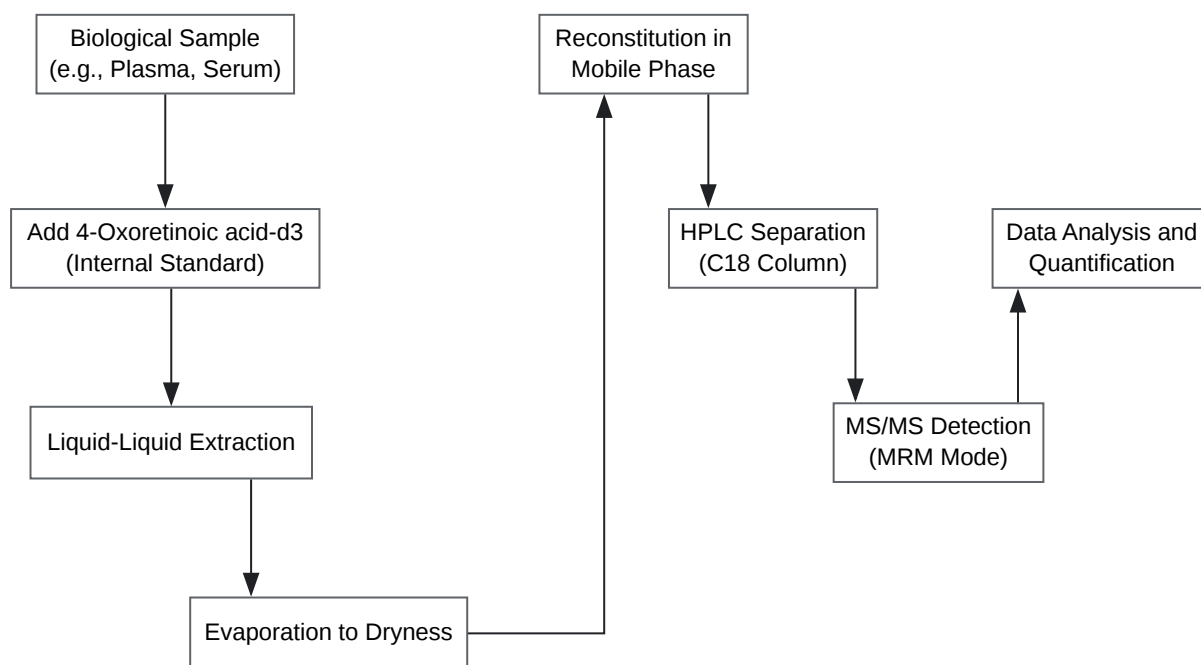 Biological Sample
(e.g., Plasma, Serum)
Add 4-Oxoretinoic acid-d3
(Internal Standard)
Liquid-Liquid Extraction
Evaporation to Dryness
Reconstitution in
Mobile Phase
HPLC Separation
(C18 Column)
MS/MS Detection
(MRM Mode)
Data Analysis and
Quantification